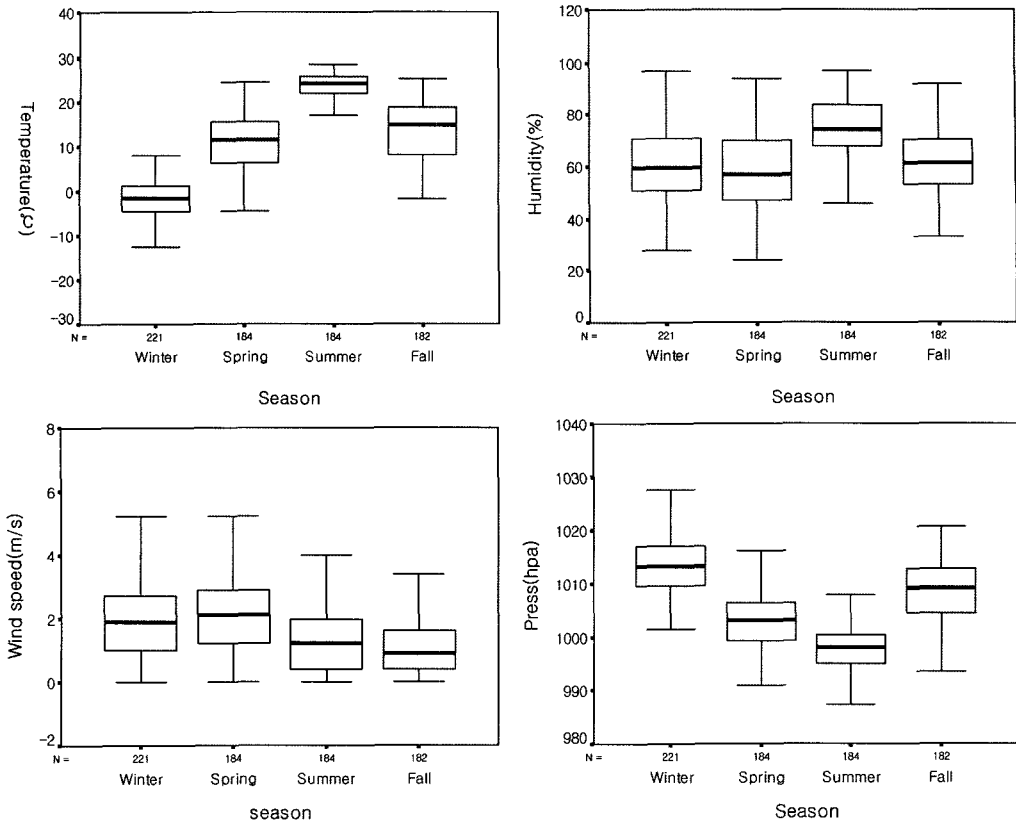 Temperature(℃)
40
30
20
10
0
-10
-20
-30
N = 221 184 184 182
Winter Spring Summer Fall
Season
Humidity(%)
120
100
80
60
40
20
0
N = 221 184 184 182
Winter Spring Summer Fall
Season
Wind speed(m/s)
8
6
4
2
0
-2
N = 221 184 184 182
Winter Spring Summer Fall
season
Press(hpa)
1040
1030
1020
1010
1000
990
980
N = 221 184 184 182
Winter Spring Summer Fall
Season